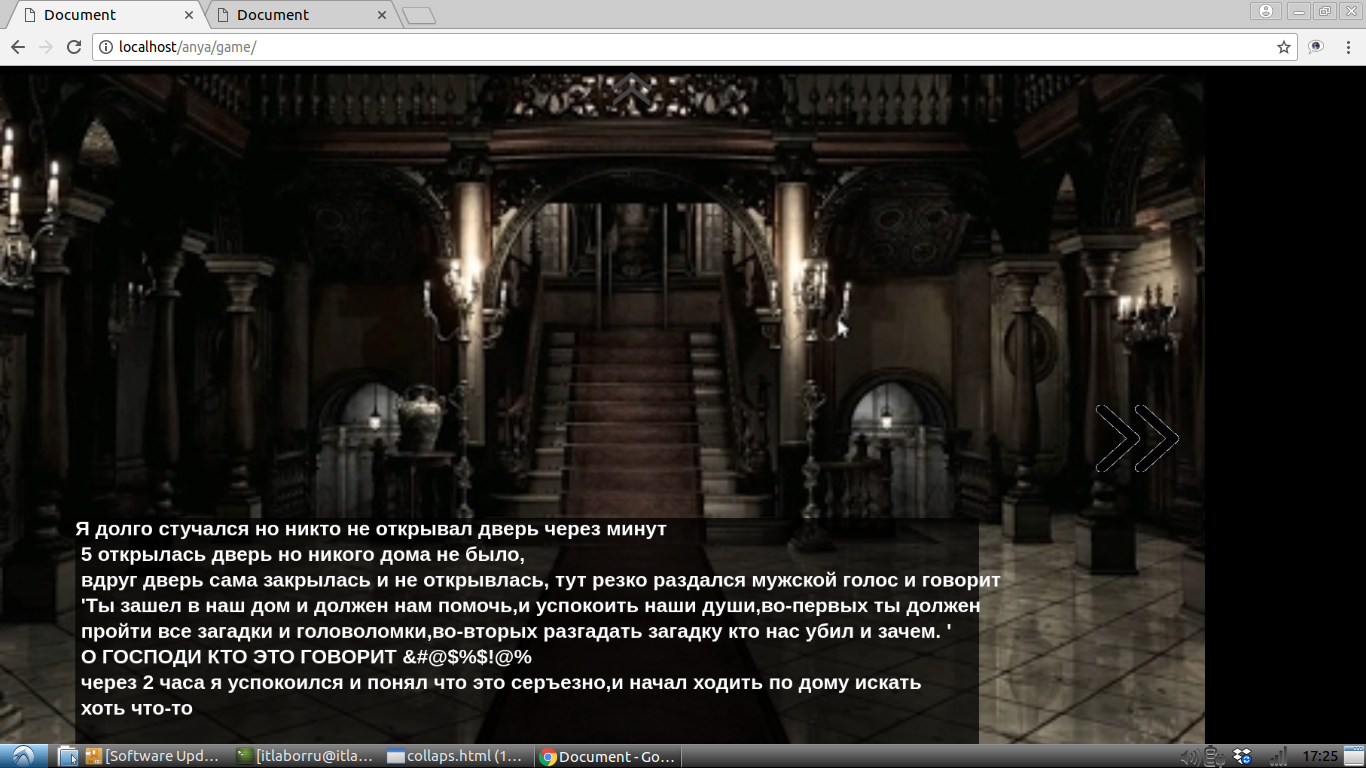 Document
Document
localhost/anya/game/
Я долго стучался но никто не открывал дверь через минут
5 открылась дверь но никого дома не было,
вдруг дверь сама закрылась и не открывлась, тут резко раздался мужской голос и говорит
'Ты зашел в наш дом и должен нам помочь,и успокоить наши души,во-первых ты должен
пройти все загадки и головоломки,во-вторых разгадать загадку кто нас убил и зачем. '
О ГОСПОДИ КТО ЭТО ГОВОРИТ &#@$%$!@%
через 2 часа я успокоился и понял что это серъезно,и начал ходить по дому искать
хоть что-то
[Software Upd...
[itlaborru@itla...
collaps.html (1...
Document - Go...
17:25